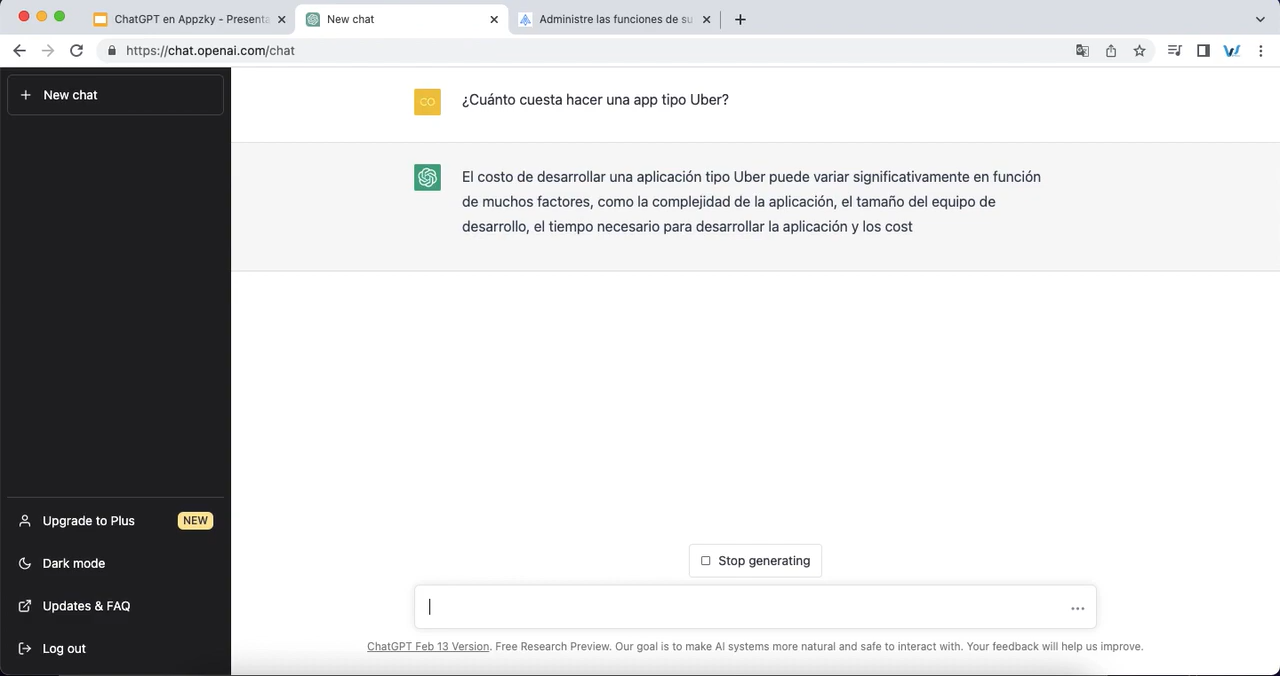 ChatGPT en Appzky - Presenta
New chat
Administre las funciones de su
https://chat.openai.com/chat
New chat
CO
¿Cuánto cuesta hacer una app tipo Uber?
El costo de desarrollar una aplicación tipo Uber puede variar significativamente en función
de muchos factores, como la complejidad de la aplicación, el tamaño del equipo de
desarrollo, el tiempo necesario para desarrollar la aplicación y los cost
Upgrade to Plus
NEW
Dark mode
Updates & FAQ
Log out
Stop generating
ChatGPT Feb 13 Version. Free Research Preview. Our goal is to make AI systems more natural and safe to interact with. Your feedback will help us improve.